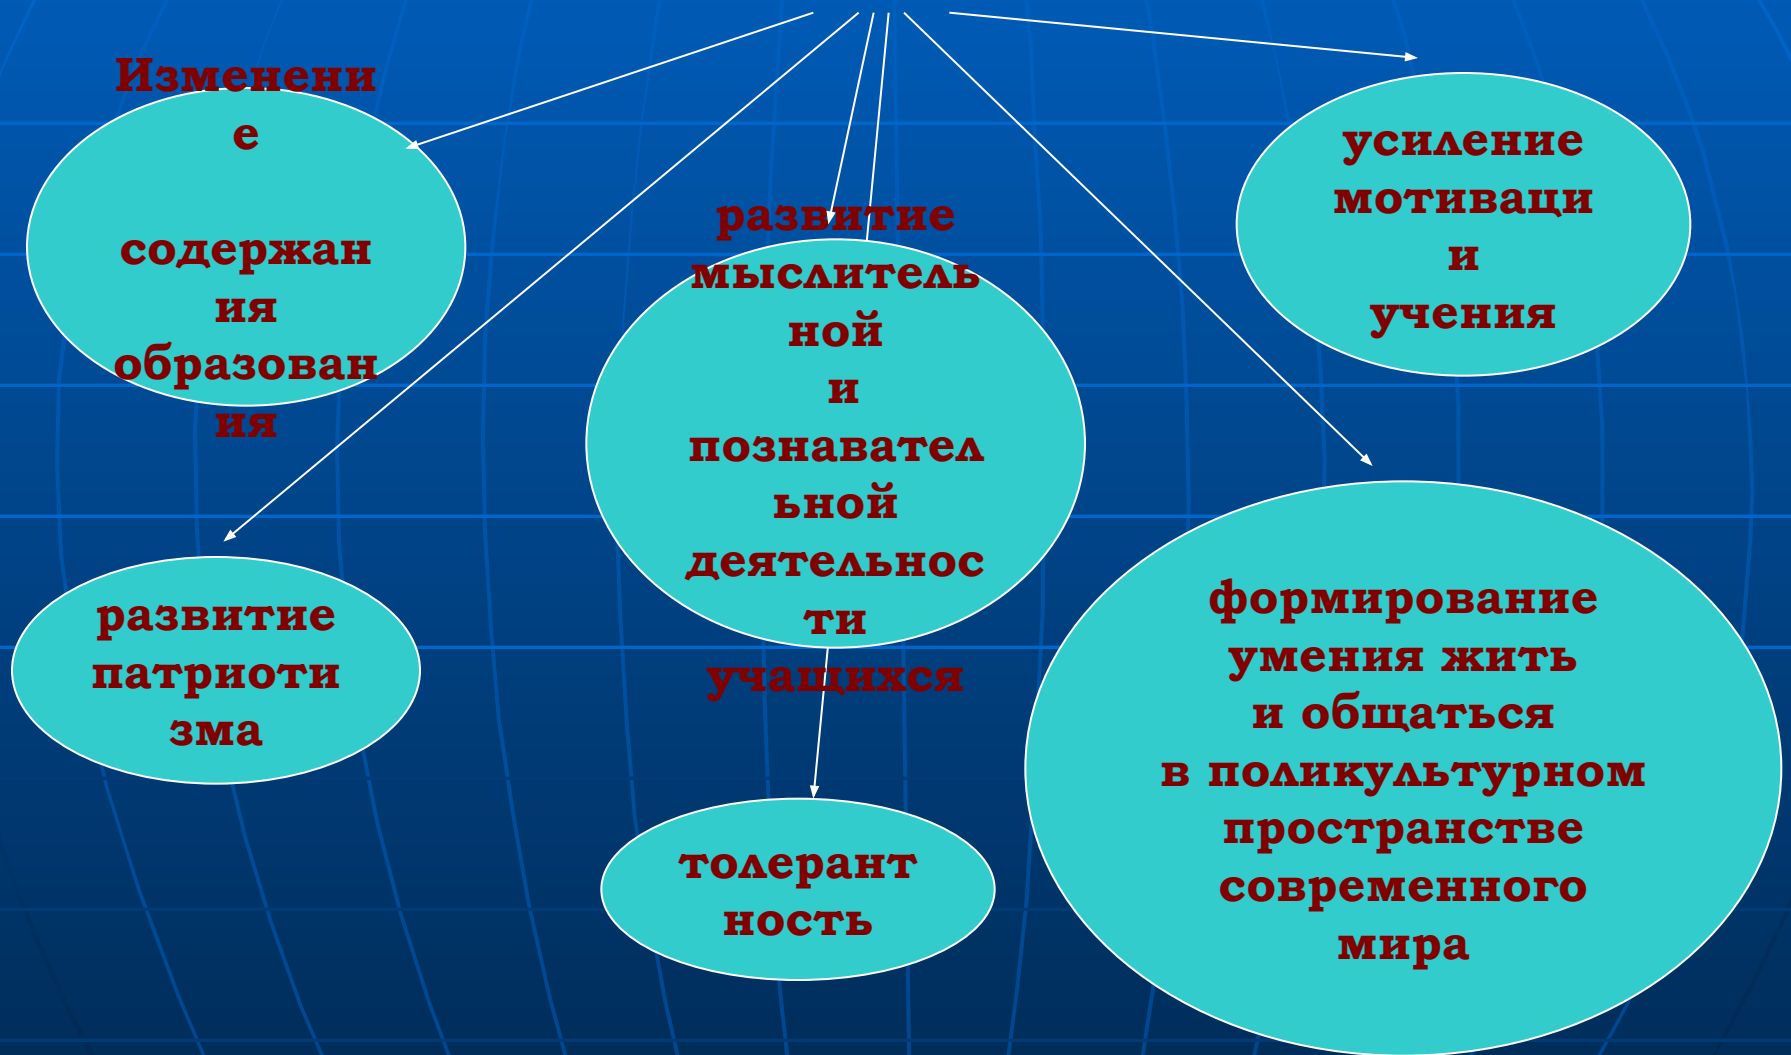 Изменени
е
содержан
ия
образован
ия
развитие
мыслитель
ной
и
познавател
ьной
деятельнос
ти
учащихся
усиление
мотиваци
и
учения
развитие
патриоти
зма
толерант
ность
формирование
умения жить
и общаться
в поликультурном
пространстве
современного
мира